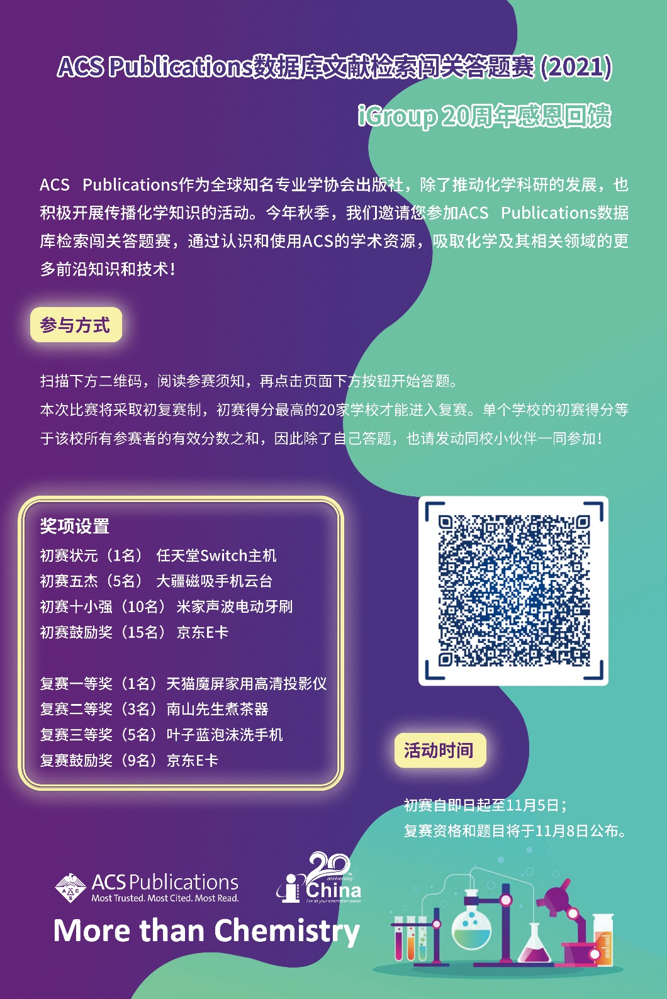 ACS Publications数据库文献检索闯关答题赛 (2021)
iGroup 20周年感恩回馈
ACS Publications作为全球知名专业学协会出版社，除了推动化学科研的发展，也
积极开展传播化学知识的活动。今年秋季，我们邀请您参加ACS Publications数据
库检索闯关答题赛，通过认识和使用ACS的学术资源，吸取化学及其相关领域的更
多前沿知识和技术！
参与方式
扫描下方二维码，阅读参赛须知，再点击页面下方按钮开始答题。
本次比赛将采取初复赛制，初赛得分最高的20家学校才能进入复赛。单个学校的初赛得分等
于该校所有参赛者的有效分数之和，因此除了自己答题，也请发动同校小伙伴一同参加！
奖项设置
初赛状元（1名） 任天堂Switch主机
初赛五杰（5名） 大疆磁吸手机云台
初赛十小强（10名） 米家声波电动牙刷
初赛鼓励奖（15名） 京东E卡
复赛一等奖（1名）天猫魔屏家用高清投影仪
复赛二等奖（3名）南山先生煮茶器
复赛三等奖（5名）叶子蓝泡沫洗手机
复赛鼓励奖（9名）京东E卡
活动时间
初赛自即日起至11月5日；
复赛资格和题目将于11月8日公布。
ACS
ACS Publications
Most Trusted. Most Cited. Most Read.
20th
anniversary
iGROUP
China
For all your information needs
More than Chemistry